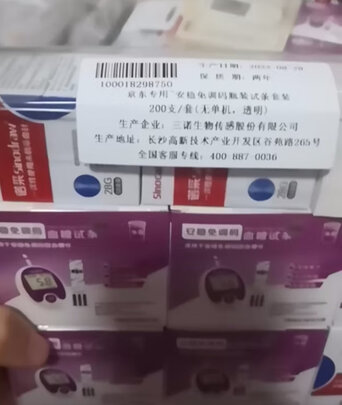 生产日期: 2022-08-20
保质期: 两年
100018298750
京东专用"安稳免调码瓶装试条套装
200支/套(无单机,透明)
生产企业: 三诺生物传感股份有限公司
生产地址: 长沙高新技术产业开发区谷苑路265号
全国客服专线: 400 887 0036
Sinocare
28G
安稳免调码
血糖试条
安稳免调码
血糖试条